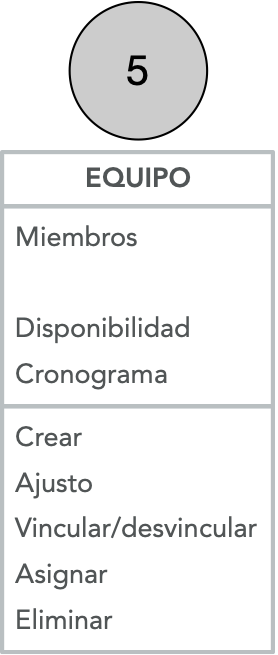 5
EQUIPO
Miembros
Disponibilidad
Cronograma
Crear
Ajusto
Vincular/desvincular
Asignar
Eliminar